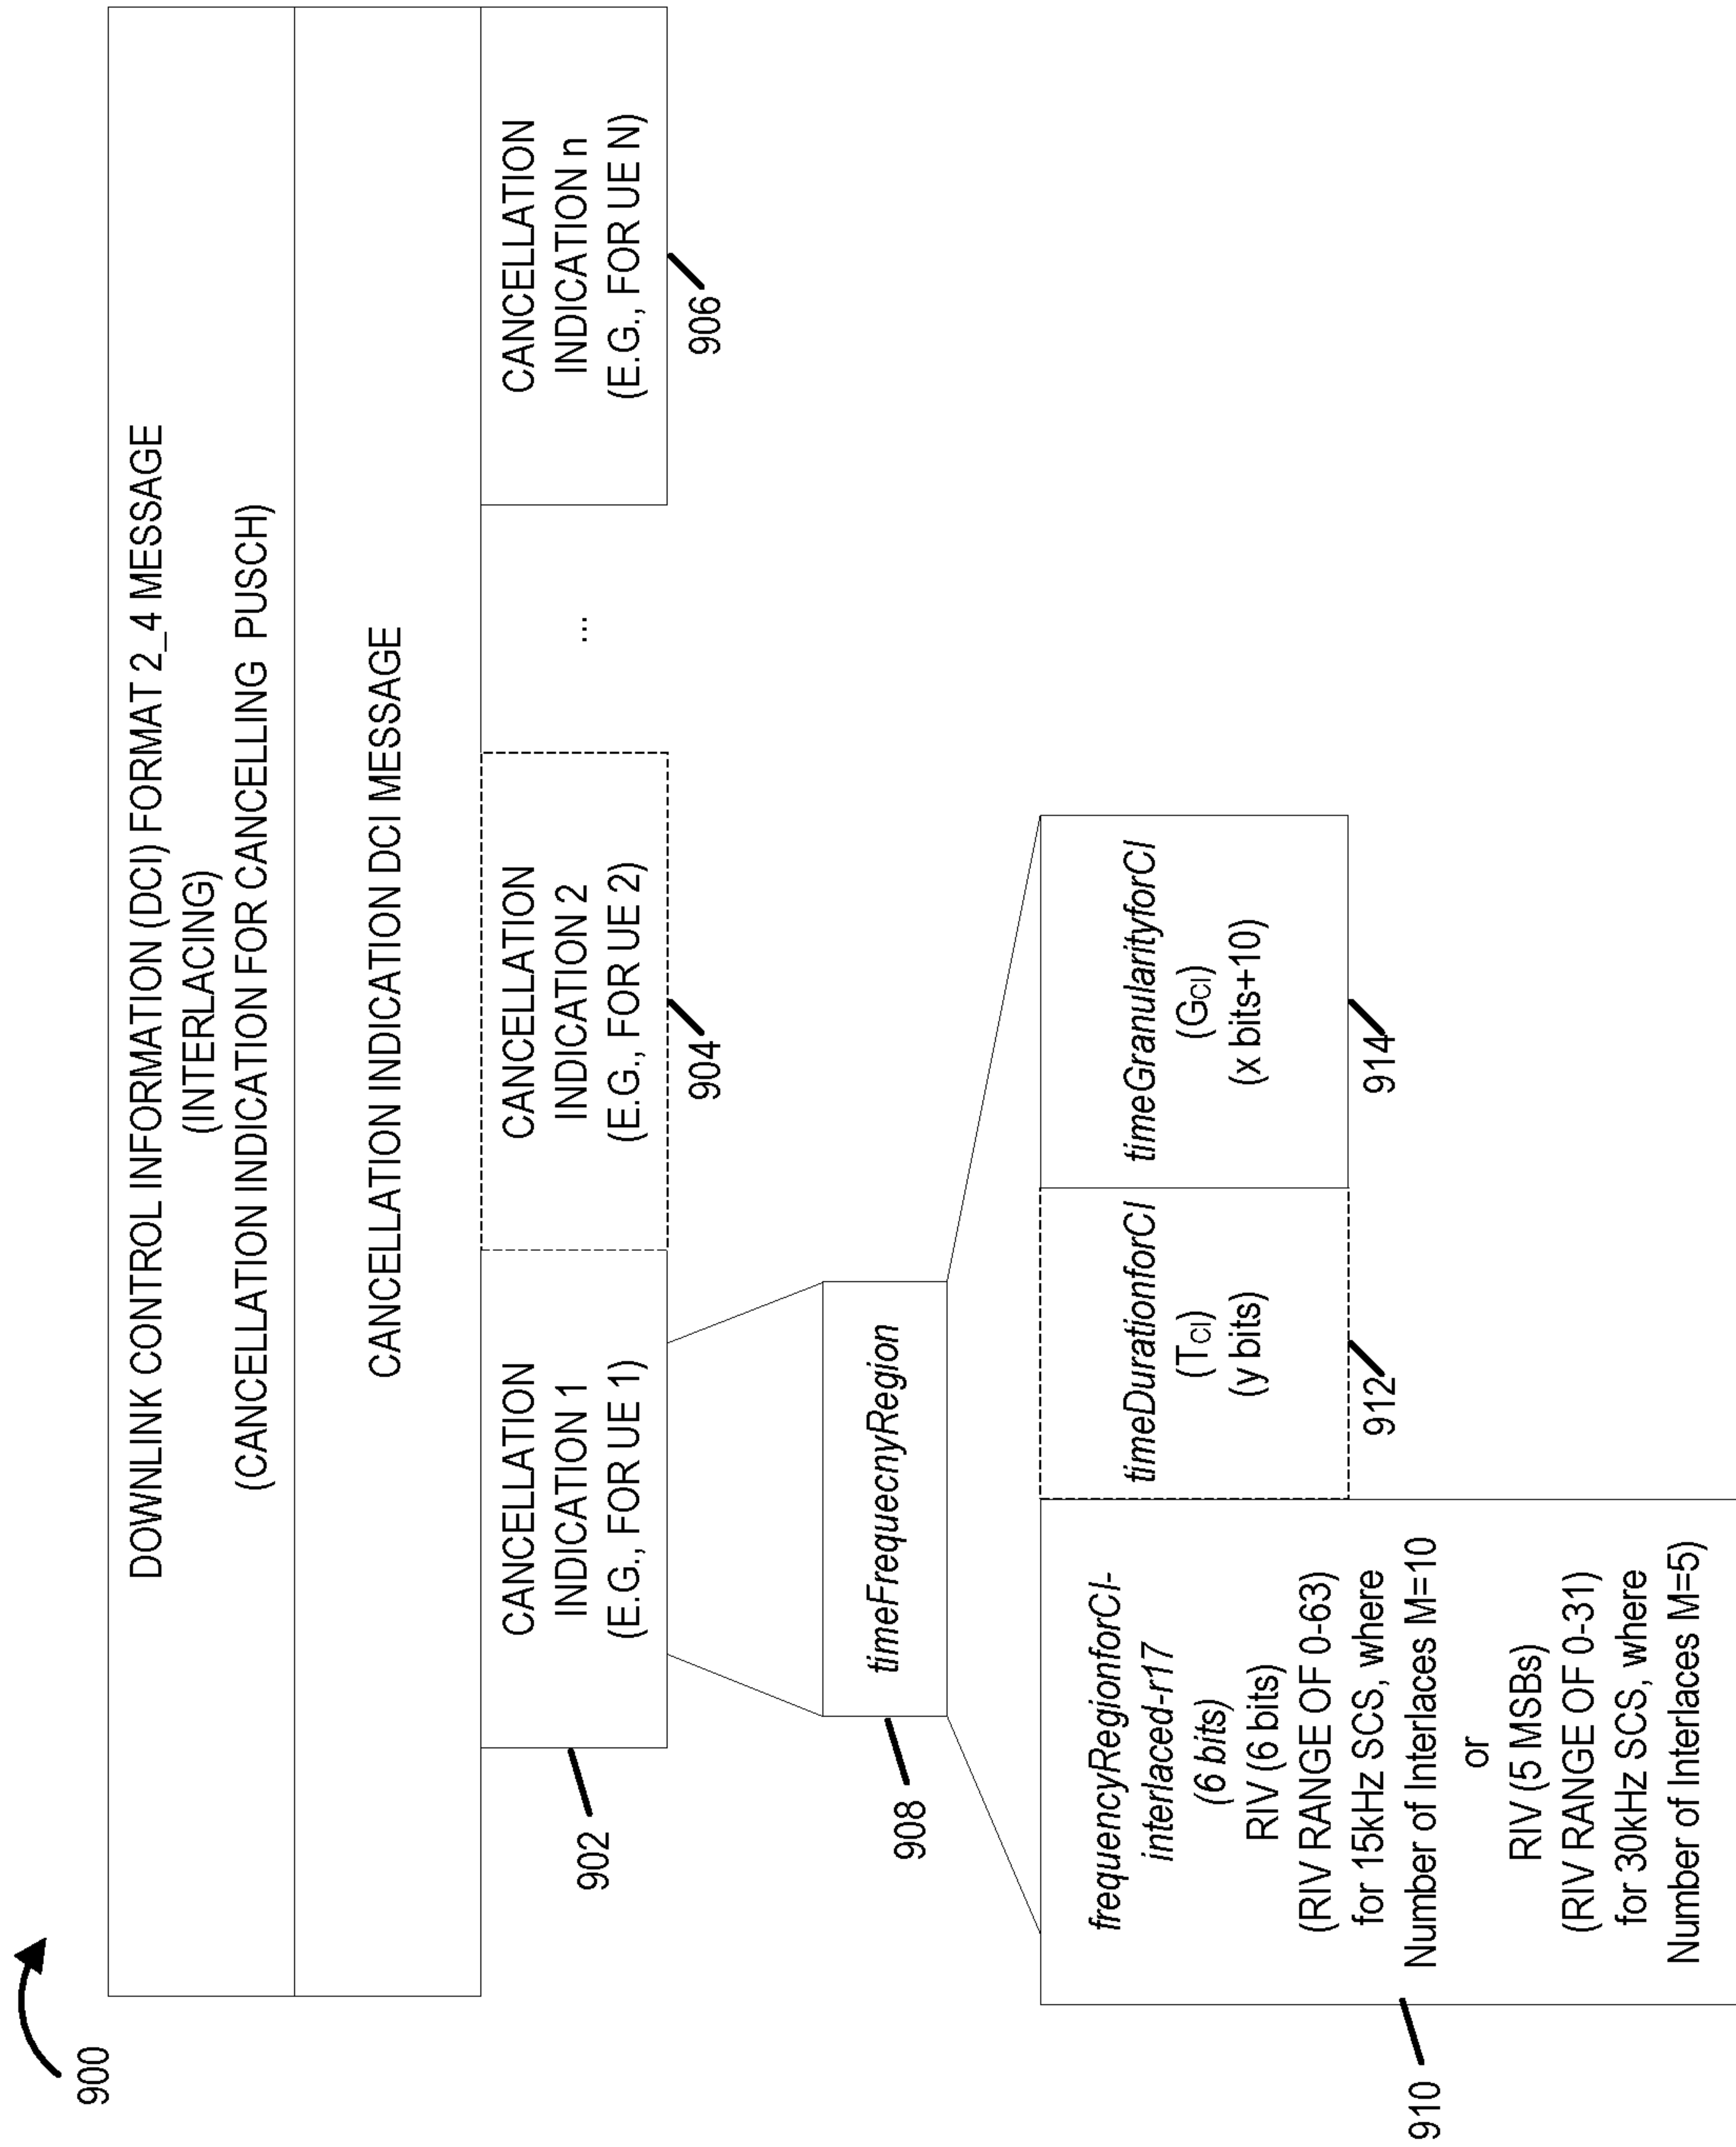 900
DOWNLINK CONTROL INFORMATION (DCI) FORMAT 2_4 MESSAGE
(INTERLACING)
(CANCELLATION INDICATION FOR CANCELLING PUSCH)
CANCELLATION INDICATION DCI MESSAGE
CANCELLATION
INDICATION 1
(E.G., FOR UE 1)
902
CANCELLATION
INDICATION 2
(E.G., FOR UE 2)
904
...
CANCELLATION
INDICATION n
(E.G., FOR UE N)
906
timeFrequecnyRegion
908
frequencyRegionforCI-
interlaced-r17
(6 bits)
RIV (6 bits)
(RIV RANGE OF 0-63)
for 15kHz SCS, where
Number of Interlaces M=10
or
RIV (5 MSBs)
(RIV RANGE OF 0-31)
for 30kHz SCS, where
Number of Interlaces M=5)
910
timeDurationforCI
(TCI)
(y bits)
912
timeGranularityforCI
(GCI)
(x bits+10)
914